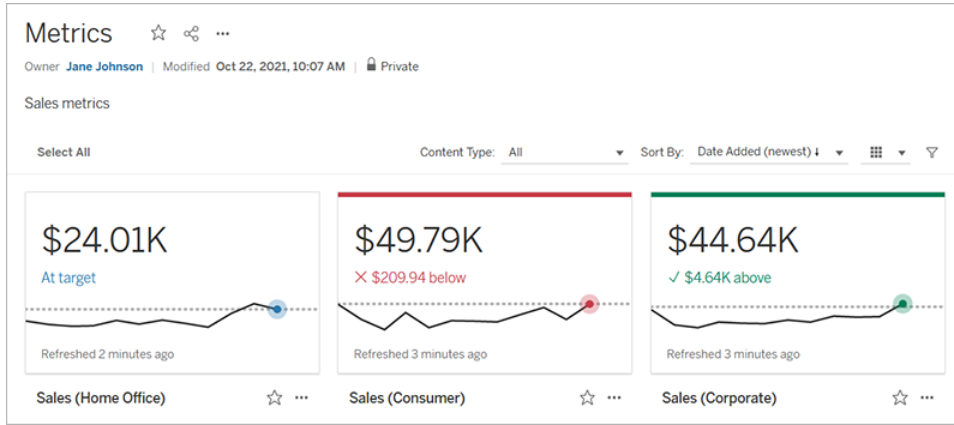 Metrics
Owner Jane Johnson | Modified Oct 22, 2021, 10:07 AM | Private
Sales metrics
Select All Content Type: All Sort By: Date Added (newest) ↓
$24.01K $49.79K $44.64K
At target × $209.94 below ✓ $4.64K above
Refreshed 2 minutes ago Refreshed 3 minutes ago Refreshed 3 minutes ago
Sales (Home Office) Sales (Consumer) Sales (Corporate)